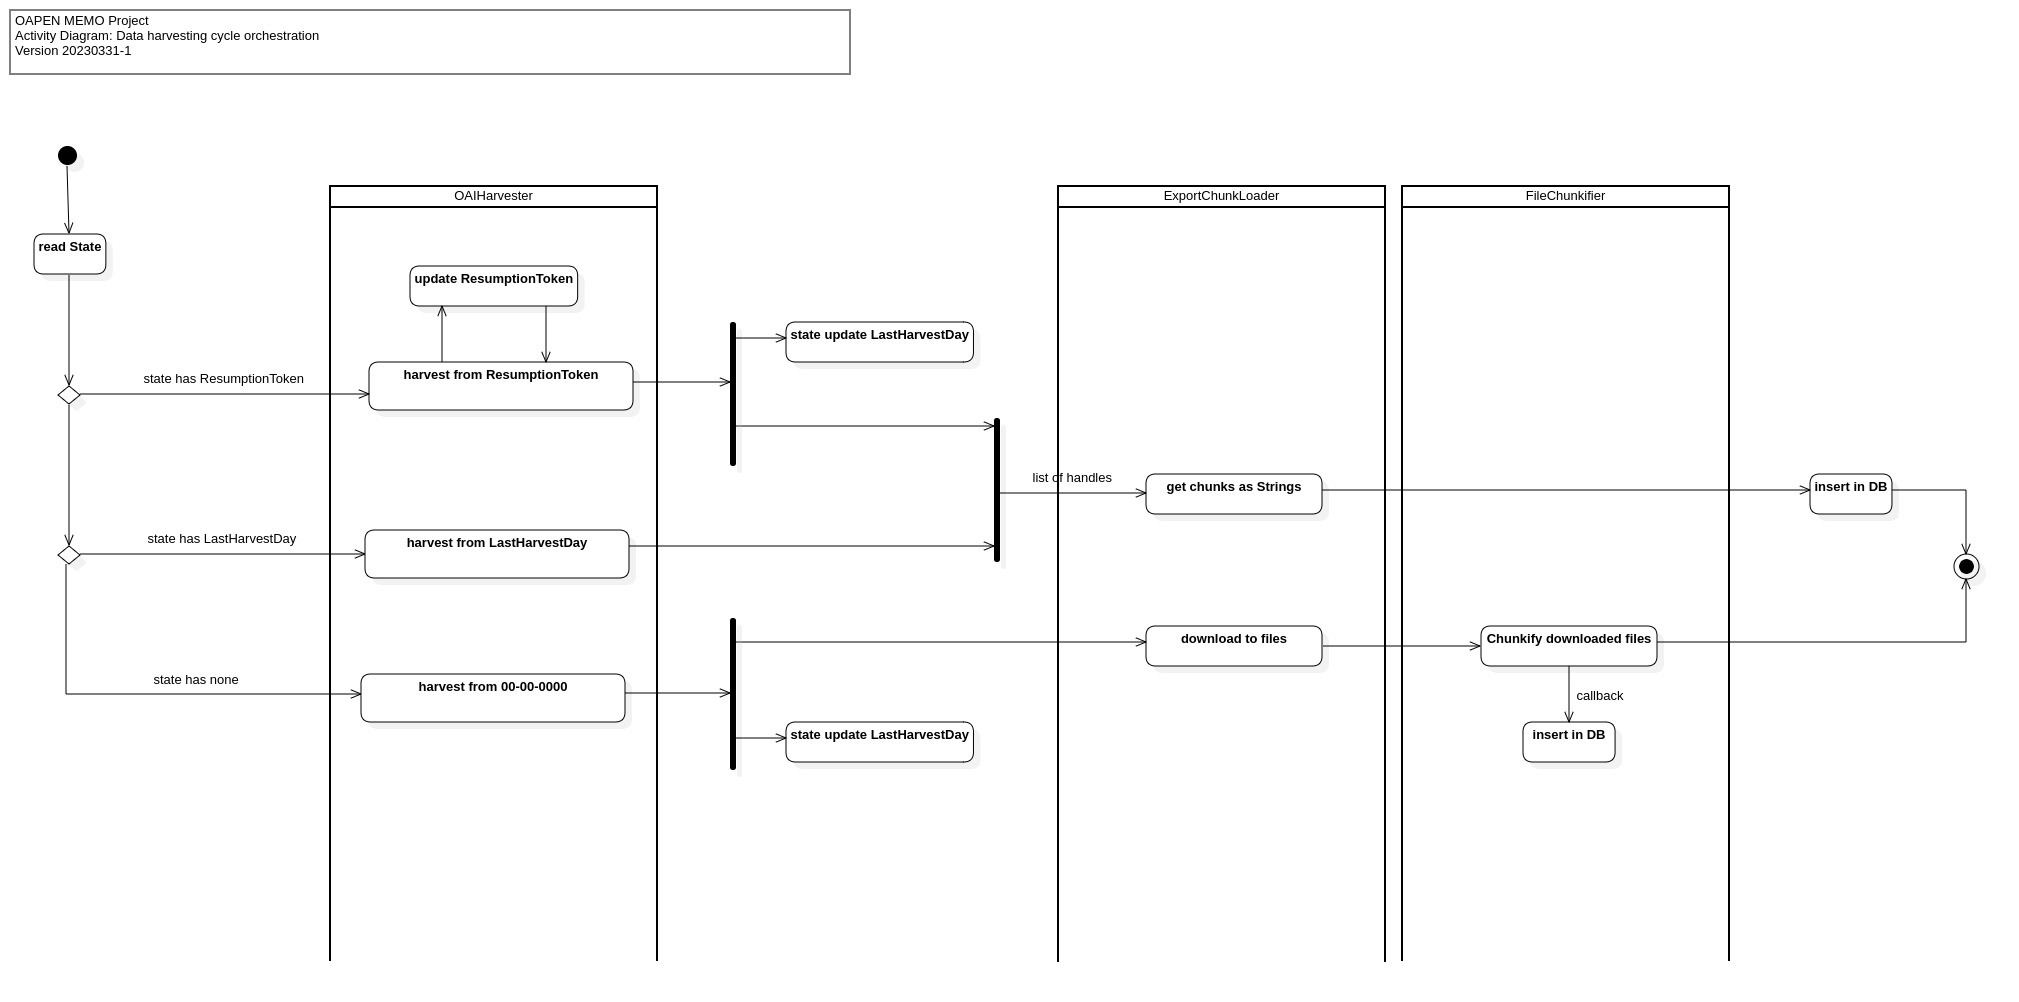 OAPEN MEMO Project
Activity Diagram: Data harvesting cycle orchestration
Version 20230331-1
OAIHarvester
ExportChunkLoader
FileChunkifier
read State
update ResumptionToken
state update LastHarvestDay
state has ResumptionToken
harvest from ResumptionToken
list of handles
get chunks as Strings
insert in DB
state has LastHarvestDay
harvest from LastHarvestDay
download to files
Chunkify downloaded files
state has none
harvest from 00-00-0000
callback
state update LastHarvestDay
insert in DB